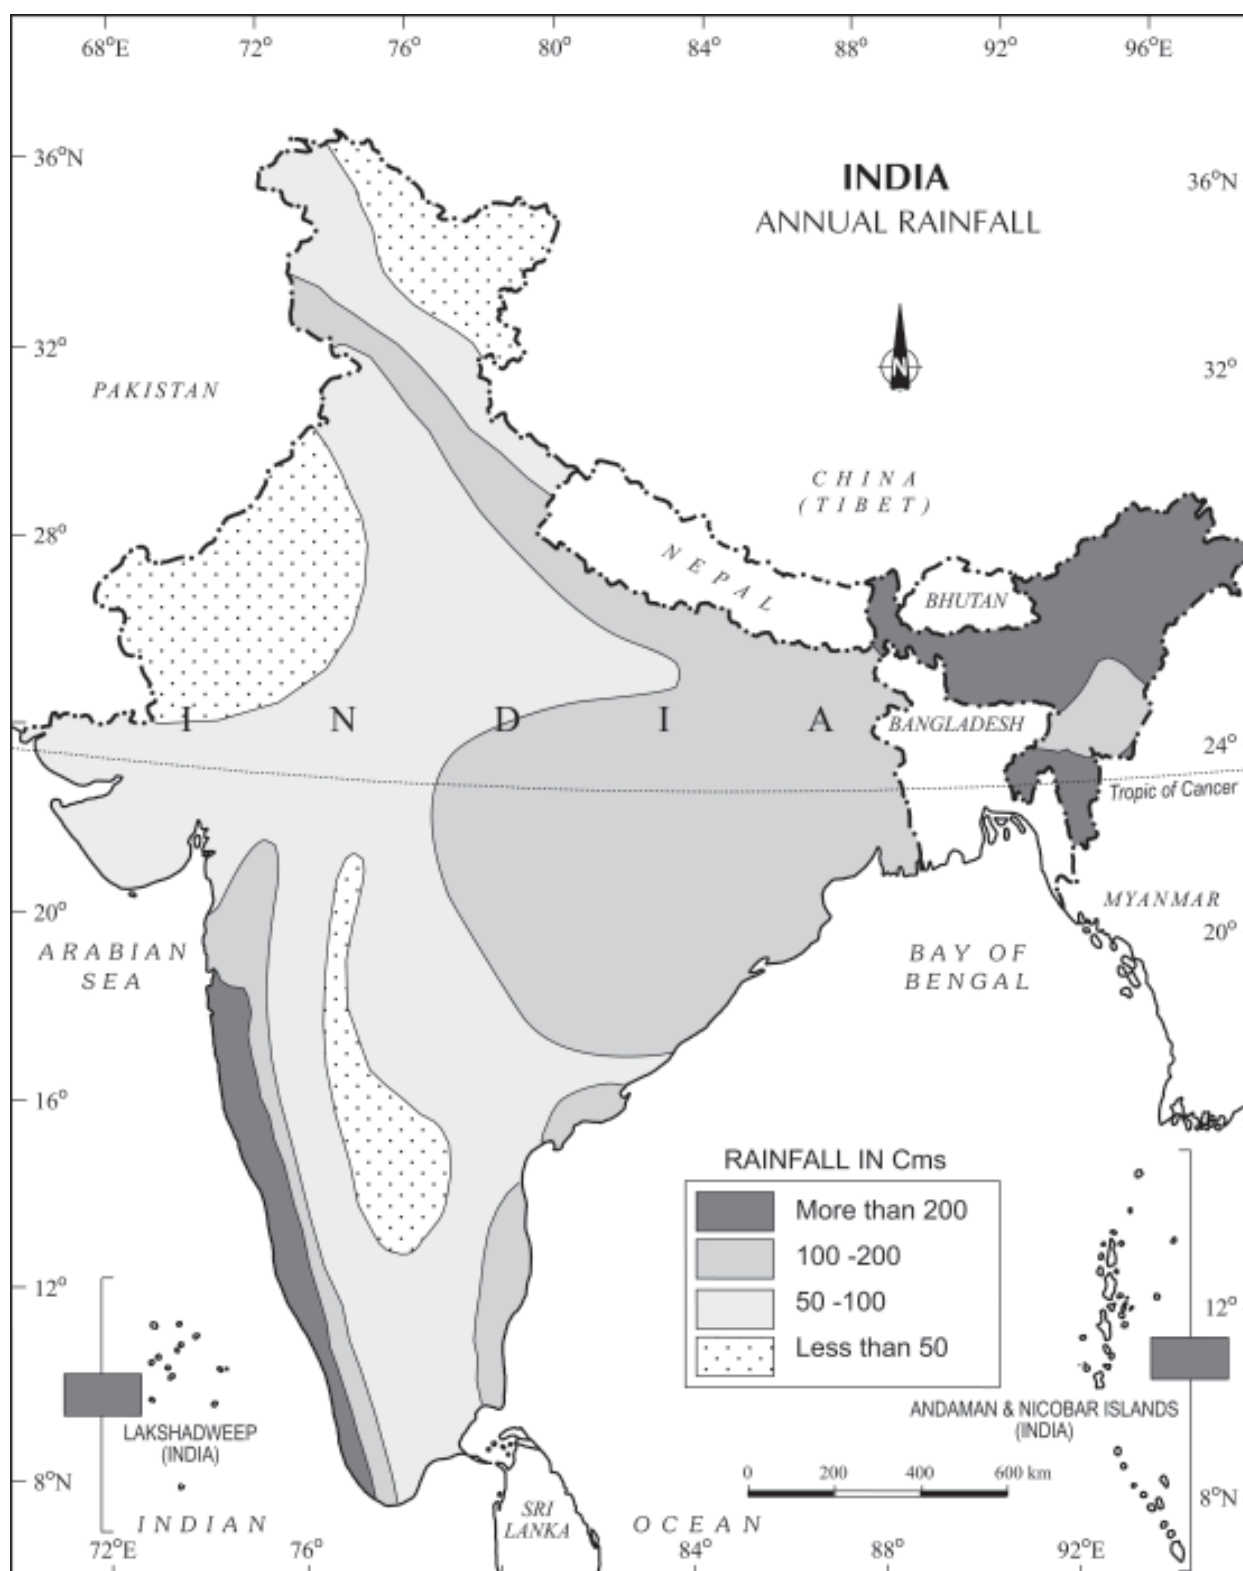 68°E 72° 76° 80° 84° 88° 92° 96°E
36°N
INDIA
36°N
ANNUAL RAINFALL
32°
N
32°
PAKISTAN
CHINA
(TIBET)
28°
NEPAL
BHUTAN
I N D I A
BANGLADESH
24°
Tropic of Cancer
20°
MYANMAR
20°
ARABIAN
SEA
BAY OF
BENGAL
16°
RAINFALL IN Cms
More than 200
100 -200
50 -100
Less than 50
12°
12°
LAKSHADWEEP
(INDIA)
ANDAMAN & NICOBAR ISLANDS
(INDIA)
0 200 400 600 km
8°N
8°N
SRI
LANKA
INDIAN OCEAN
72°E 76° 84° 88° 92°E